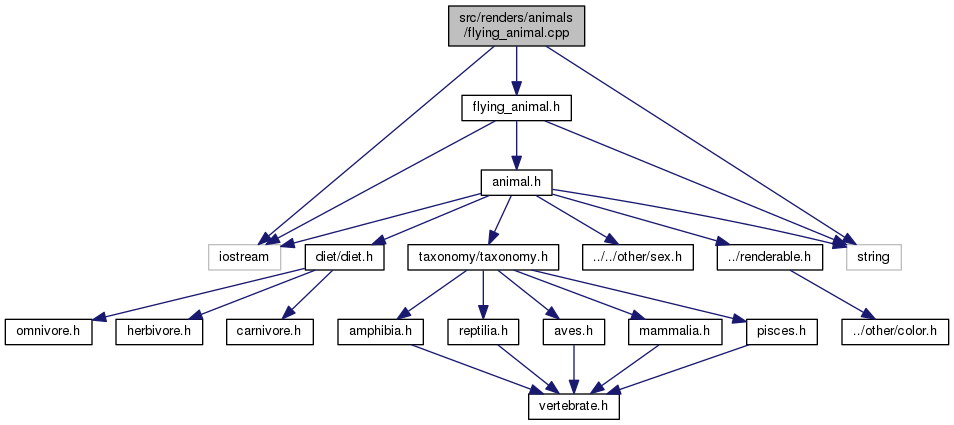 src/renders/animals
/flying_animal.cpp
flying_animal.h
animal.h
iostream
diet/diet.h
taxonomy/taxonomy.h
../../other/sex.h
../renderable.h
string
omnivore.h
herbivore.h
carnivore.h
amphibia.h
reptilia.h
aves.h
mammalia.h
pisces.h
../other/color.h
vertebrate.h